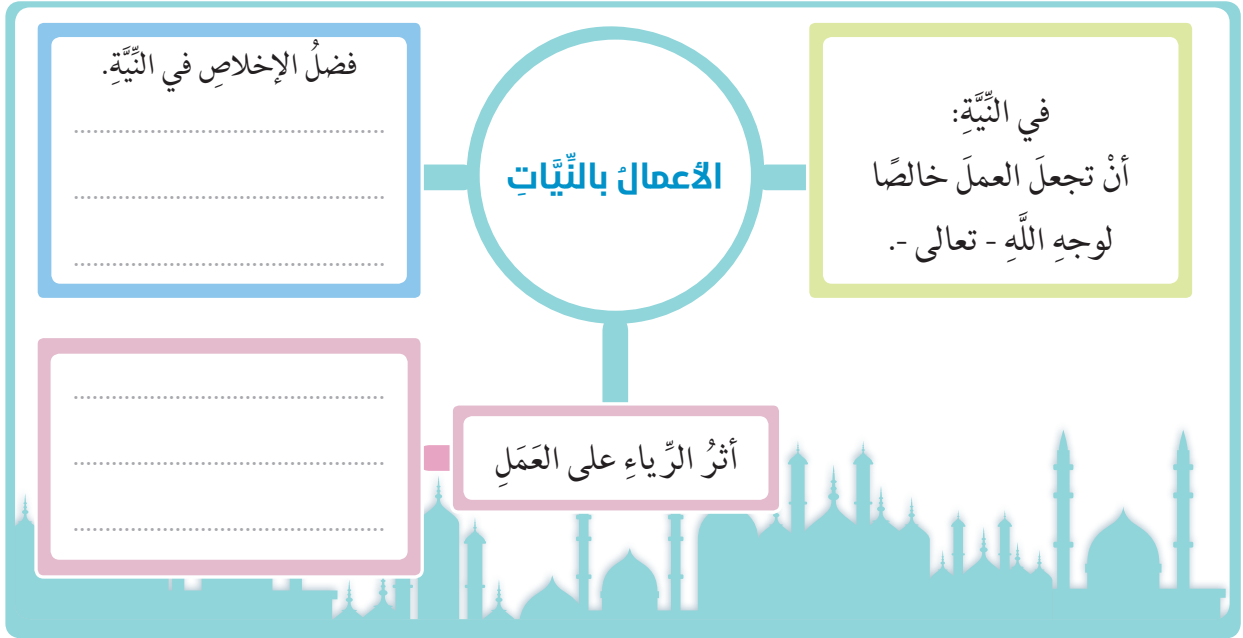 في النِّيَّةِ:
أنْ تجعلَ العملَ خالصًا
لوجهِ اللَّهِ - تعالى -.
الأعمالُ بالنِّيَّاتِ
فضلُ الإخلاصِ في النِّيَّةِ.
أثرُ الرِّياءِ على العَمَلِ